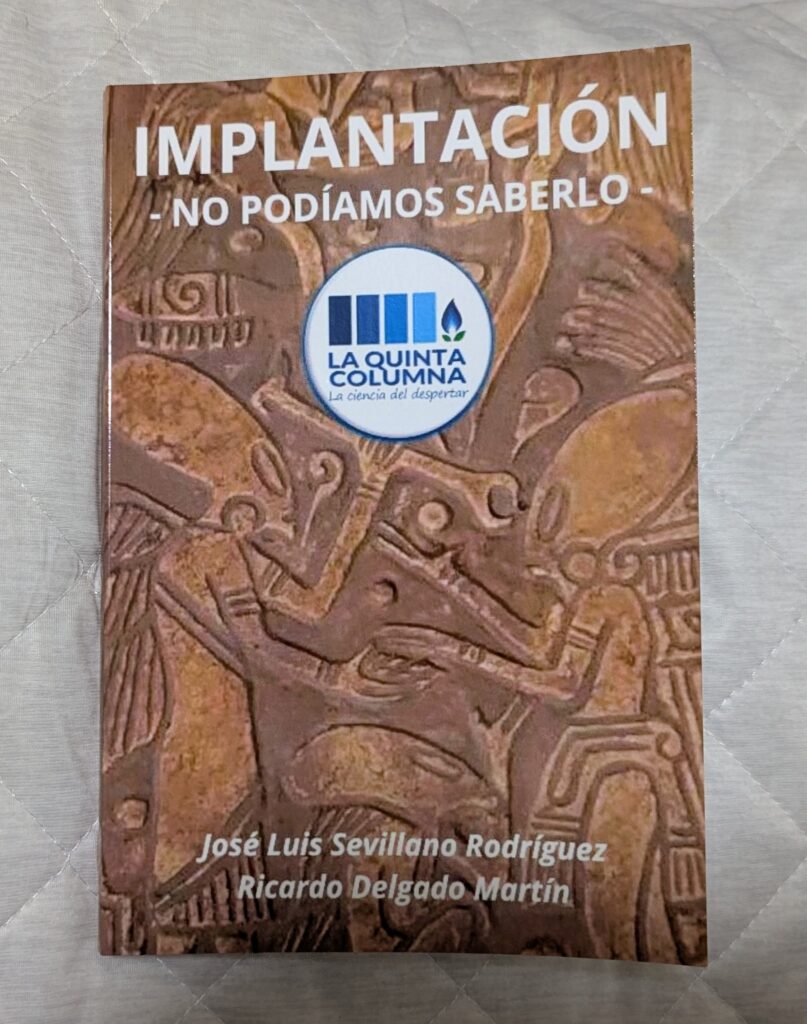 IMPLANTACIÓN
- NO PODÍAMOS SABERLO -
LA QUINTA
COLUMNA
La ciencia del despertar
José Luis Sevillano Rodríguez
Ricardo Delgado Martín